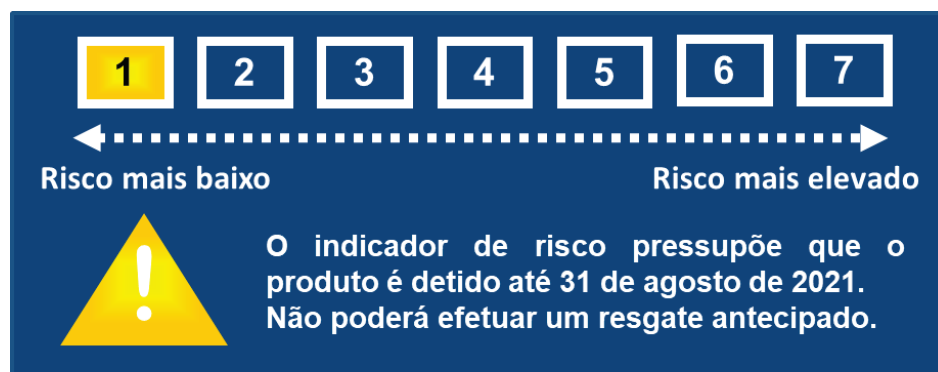 1 2 3 4 5 6 7
Risco mais baixo Risco mais elevado
!
O indicador de risco pressupõe que o
produto é detido até 31 de agosto de 2021.
Não poderá efetuar um resgate antecipado.